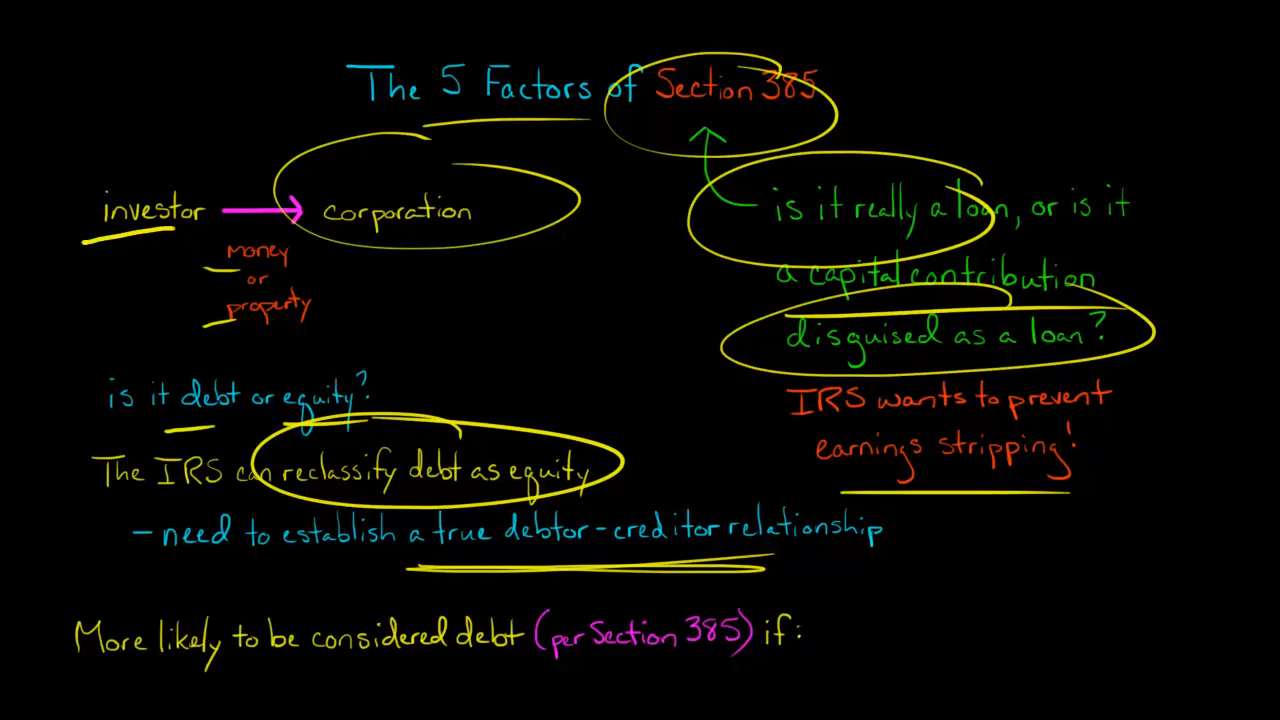 The 5 Factors of Section 385
investor
corporation
money
or
property
is it really a loan, or is it
a capital contribution
disguised as a loan?
IRS wants to prevent
earnings stripping!
is it debt or equity?
The IRS can reclassify debt as equity
- need to establish a true debtor-creditor relationship
More likely to be considered debt (per Section 385) if: